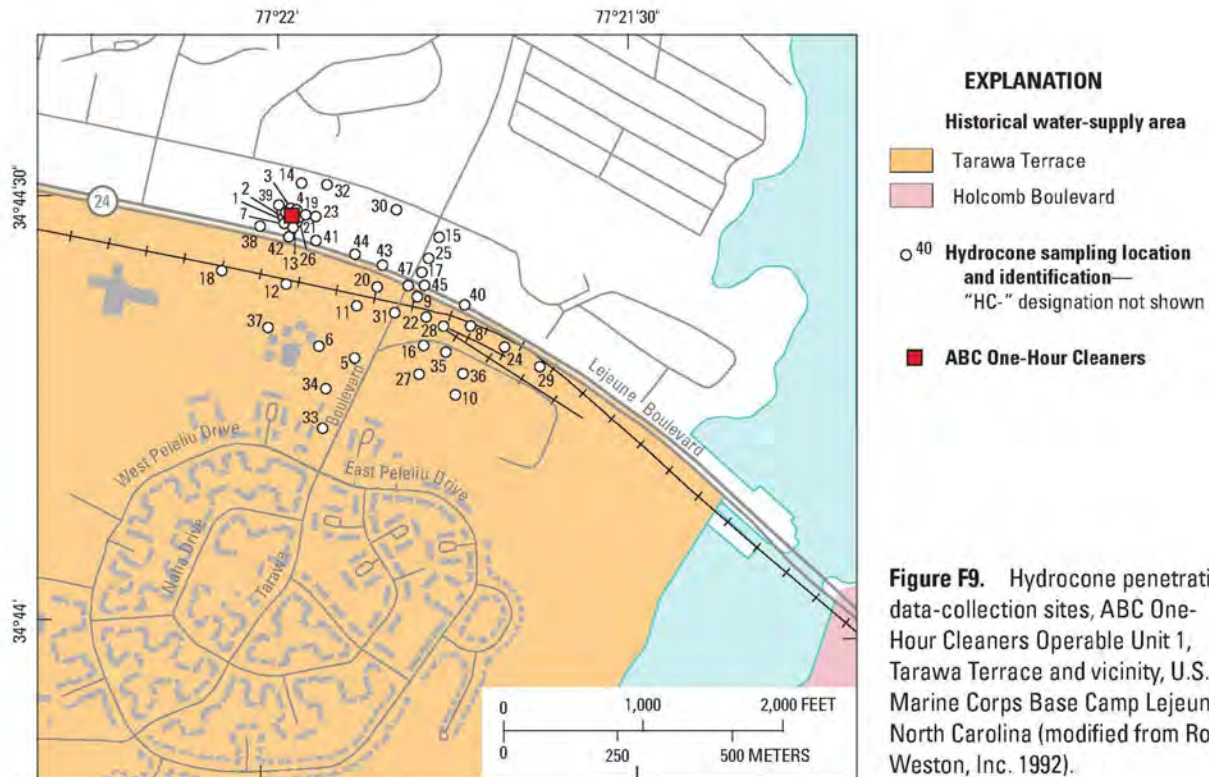 77°22'
77°21'30"
34°44'30"
34°44'
24
3
14
32
2
39
4
19
1
23
30
7
21
38
42
41
15
13
26
44
25
43
17
18
12
20
47
45
9
40
11
31
22
28
8
37
6
16
24
5
35
29
27
36
34
10
33
Lejeune Boulevard
Boulevard
West Peleliu Drive
East Peleliu Drive
Naha Drive
Tarawa
0 1,000 2,000 FEET
0 250 500 METERS
EXPLANATION
Historical water-supply area
Tarawa Terrace
Holcomb Boulevard
40 Hydrocone sampling location
and identification—
"HC-" designation not shown
ABC One-Hour Cleaners
Figure F9. Hydrocone penetrati
data-collection sites, ABC One-
Hour Cleaners Operable Unit 1,
Tarawa Terrace and vicinity, U.S.
Marine Corps Base Camp Lejeun
North Carolina (modified from Ro
Weston, Inc. 1992).